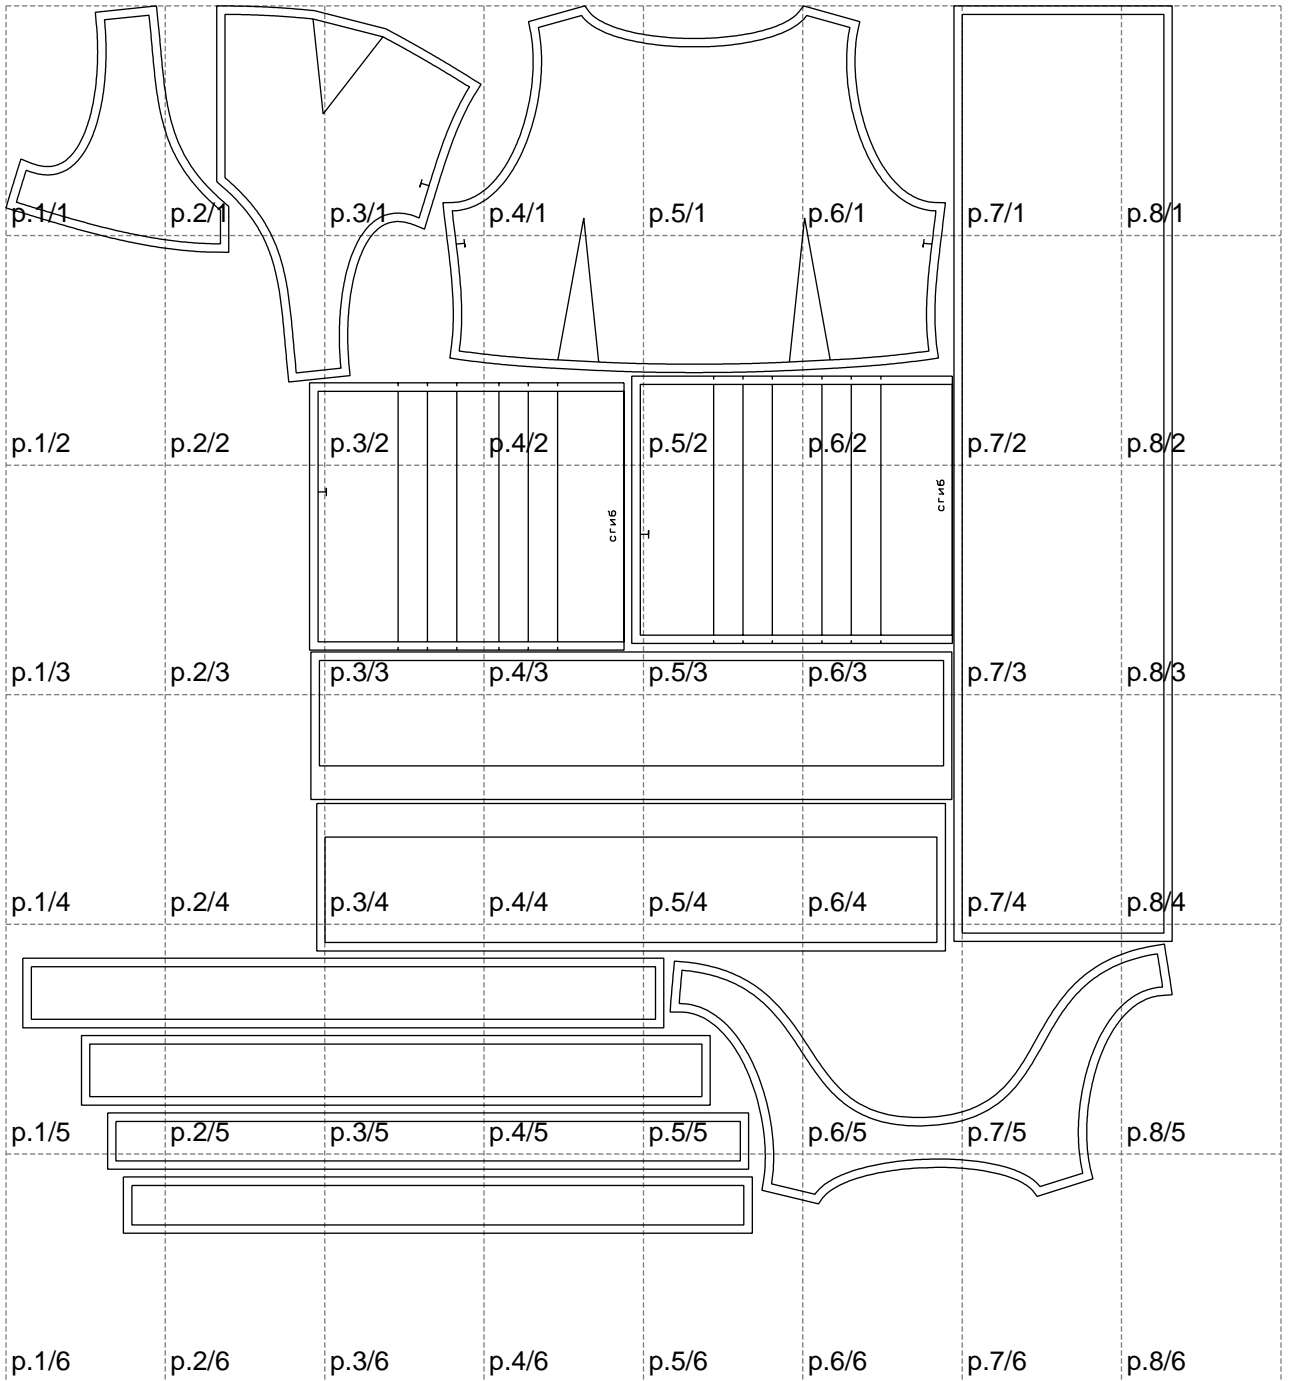 p.1/1 p.2/1 p.3/1 p.4/1 p.5/1 p.6/1 p.7/1 p.8/1
p.1/2 p.2/2 p.3/2 p.4/2 p.5/2 p.6/2 p.7/2 p.8/2
сгиб
сгиб
p.1/3 p.2/3 p.3/3 p.4/3 p.5/3 p.6/3 p.7/3 p.8/3
p.1/4 p.2/4 p.3/4 p.4/4 p.5/4 p.6/4 p.7/4 p.8/4
p.1/5 p.2/5 p.3/5 p.4/5 p.5/5 p.6/5 p.7/5 p.8/5
p.1/6 p.2/6 p.3/6 p.4/6 p.5/6 p.6/6 p.7/6 p.8/6